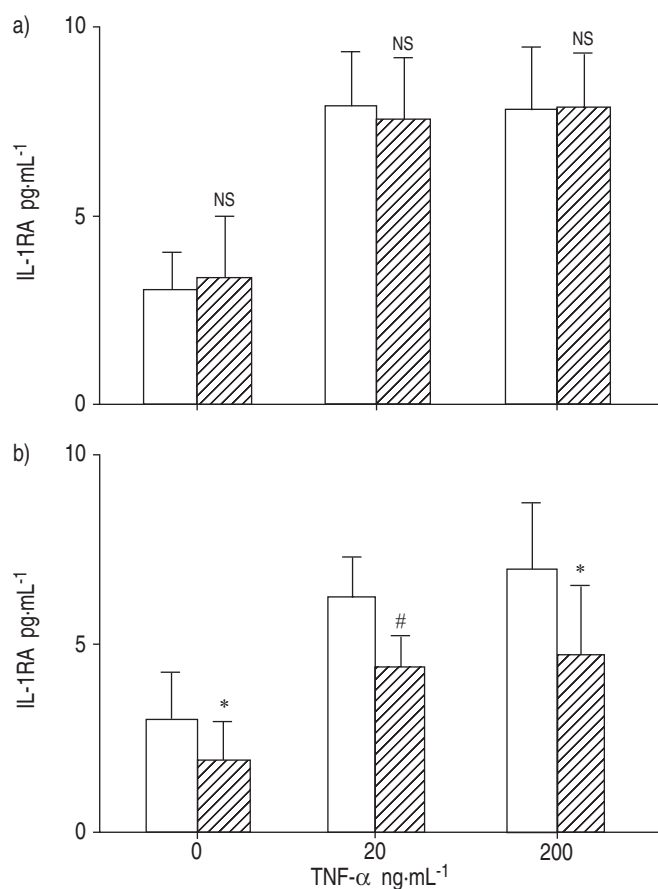 a)
10
5
0
IL-1RA pg·mL⁻¹
NS
NS
NS
b)
10
5
0
IL-1RA pg·mL⁻¹
*
#
*
0
20
200
TNF-α ng·mL⁻¹